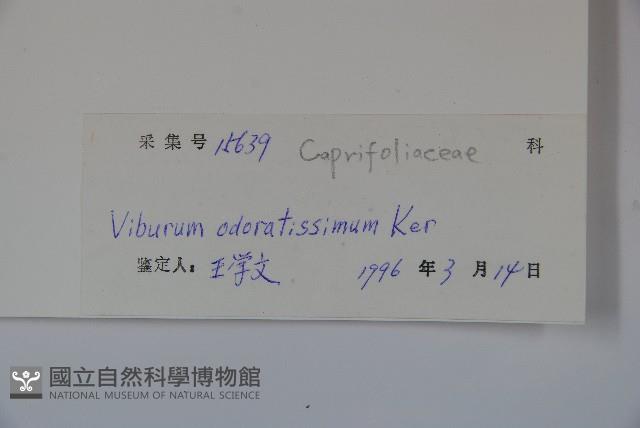 采集号 15639 Caprifoliaceae 科
Viburum odoratissimum Ker
鉴定人: 王学文 1996 年 3 月 14 日
國立自然科學博物館
NATIONAL MUSEUM OF NATURAL SCIENCE